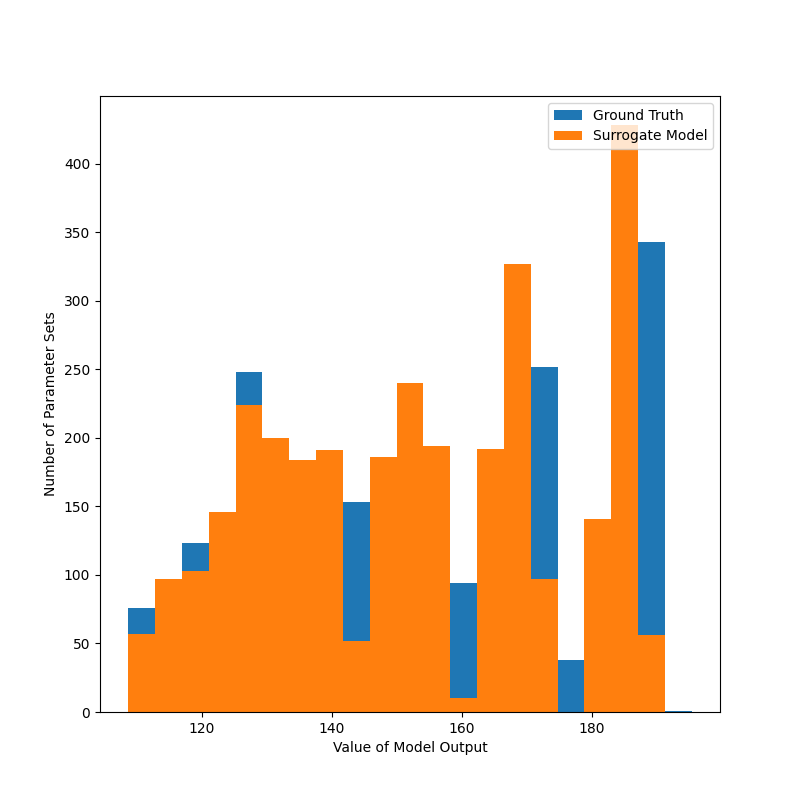 Ground Truth
Surrogate Model
400
350
300
250
200
150
100
50
0
Number of Parameter Sets
120 140 160 180
Value of Model Output